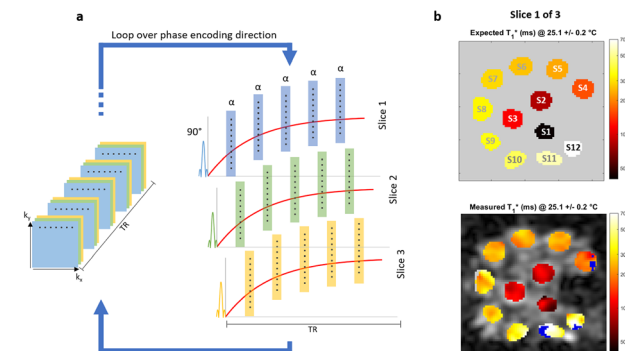 a
Loop over phase encoding direction
90°
α
α
α
α
α
Slice 1
Slice 2
Slice 3
TR
ky
kx
TR
b
Slice 1 of 3
Expected T1* (ms) @ 25.1 +/- 0.2 °C
S6
S5
S7
S4
S2
S8
S3
S1
S9
S12
S10
S11
Measured T1* (ms) @ 25.1 +/- 0.2 °C